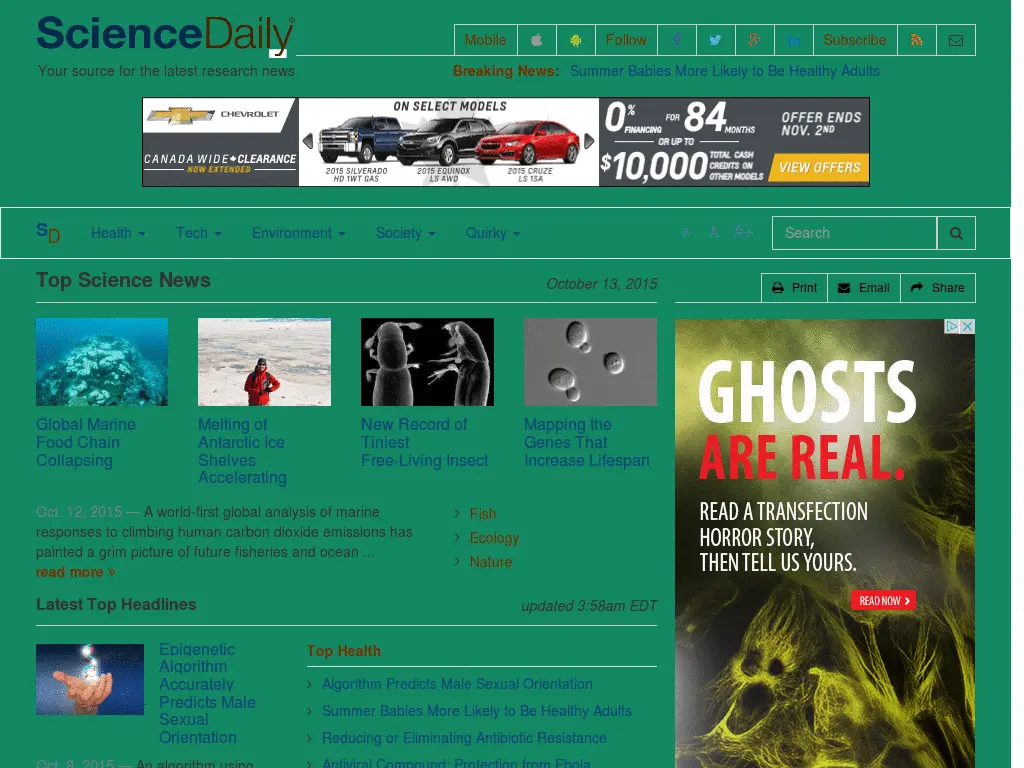 ScienceDaily®
Mobile
Follow
Subscribe
Your source for the latest research news
Breaking News: Summer Babies More Likely to Be Healthy Adults
CHEVROLET
CANADA WIDE CLEARANCE
NOW EXTENDED
ON SELECT MODELS
2015 SILVERADO
HD 1WT GAS
2015 EQUINOX
LS AWD
2015 CRUZE
LS 1SA
0% FINANCING FOR 84 MONTHS
OR UP TO
$10,000 TOTAL CASH CREDITS ON OTHER MODELS
OFFER ENDS
NOV. 2ND
VIEW OFFERS
SD
Health
Tech
Environment
Society
Quirky
A-
A
A+
Search
Top Science News
October 13, 2015
Print
Email
Share
Global Marine
Food Chain
Collapsing
Melting of
Antarctic Ice
Shelves
Accelerating
New Record of
Tiniest
Free-Living Insect
Mapping the
Genes That
Increase Lifespan
Oct. 12, 2015 — A world-first global analysis of marine
responses to climbing human carbon dioxide emissions has
painted a grim picture of future fisheries and ocean ...
read more »
Fish
Ecology
Nature
GHOSTS
ARE REAL.
READ A TRANSFECTION
HORROR STORY,
THEN TELL US YOURS.
READ NOW
Latest Top Headlines
updated 3:58am EDT
Epigenetic
Algorithm
Accurately
Predicts Male
Sexual
Orientation
Oct. 8, 2015 — An algorithm using
Top Health
Algorithm Predicts Male Sexual Orientation
Summer Babies More Likely to Be Healthy Adults
Reducing or Eliminating Antibiotic Resistance
Antiviral Compound: Protection from Ebola